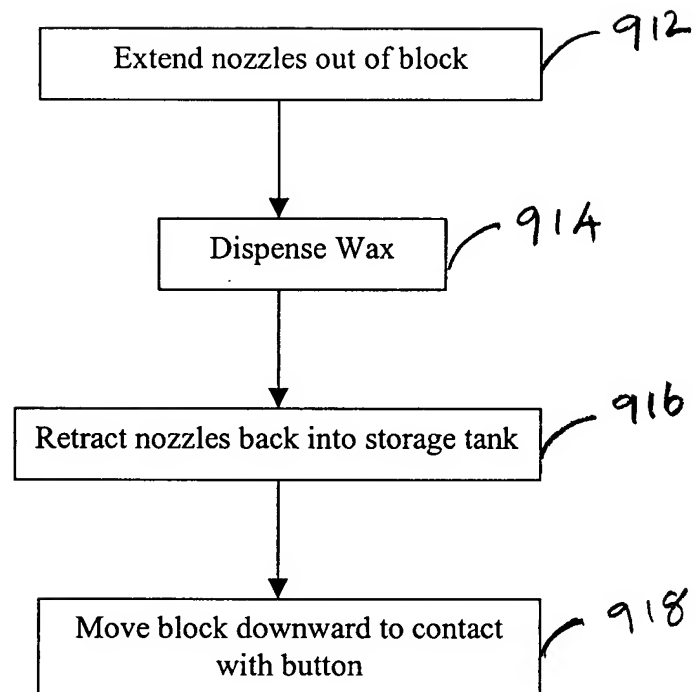 Extend nozzles out of block
912
Dispense Wax
914
Retract nozzles back into storage tank
916
Move block downward to contact
with button
918